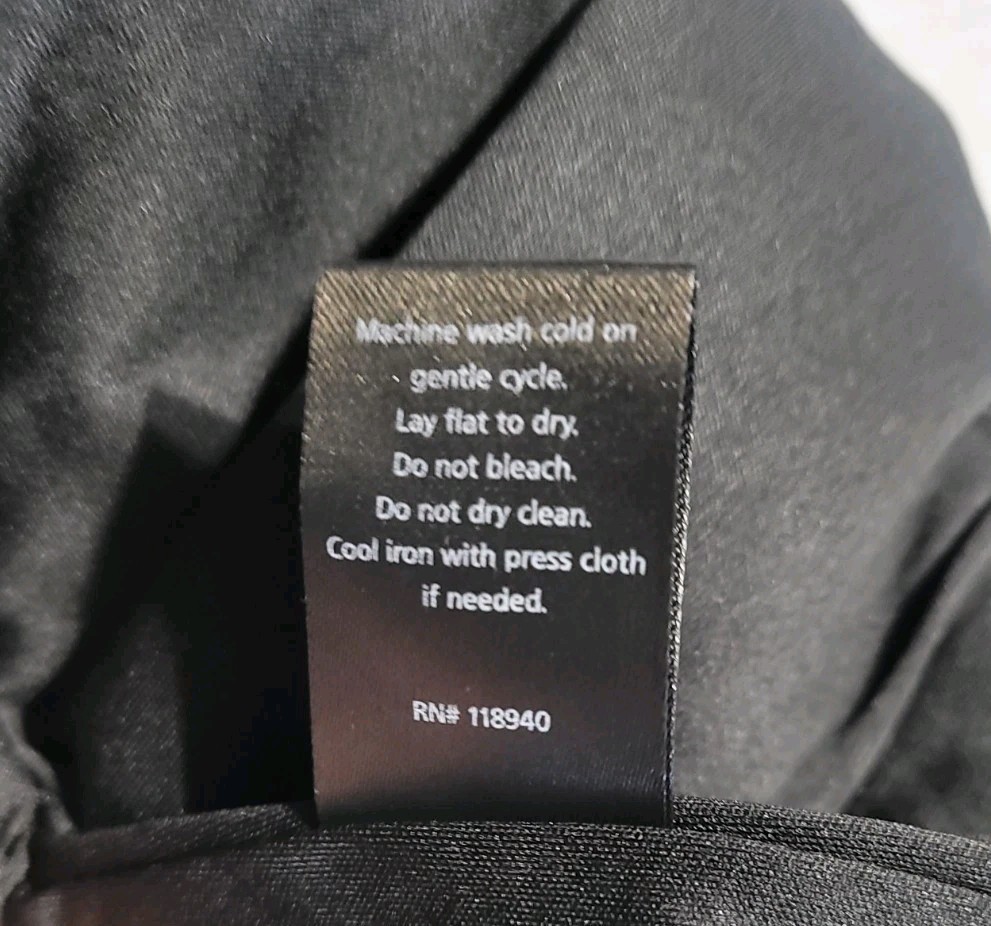 Machine wash cold on
gentle cycle.
Lay flat to dry.
Do not bleach.
Do not dry clean.
Cool iron with press cloth
if needed.
RN# 118940